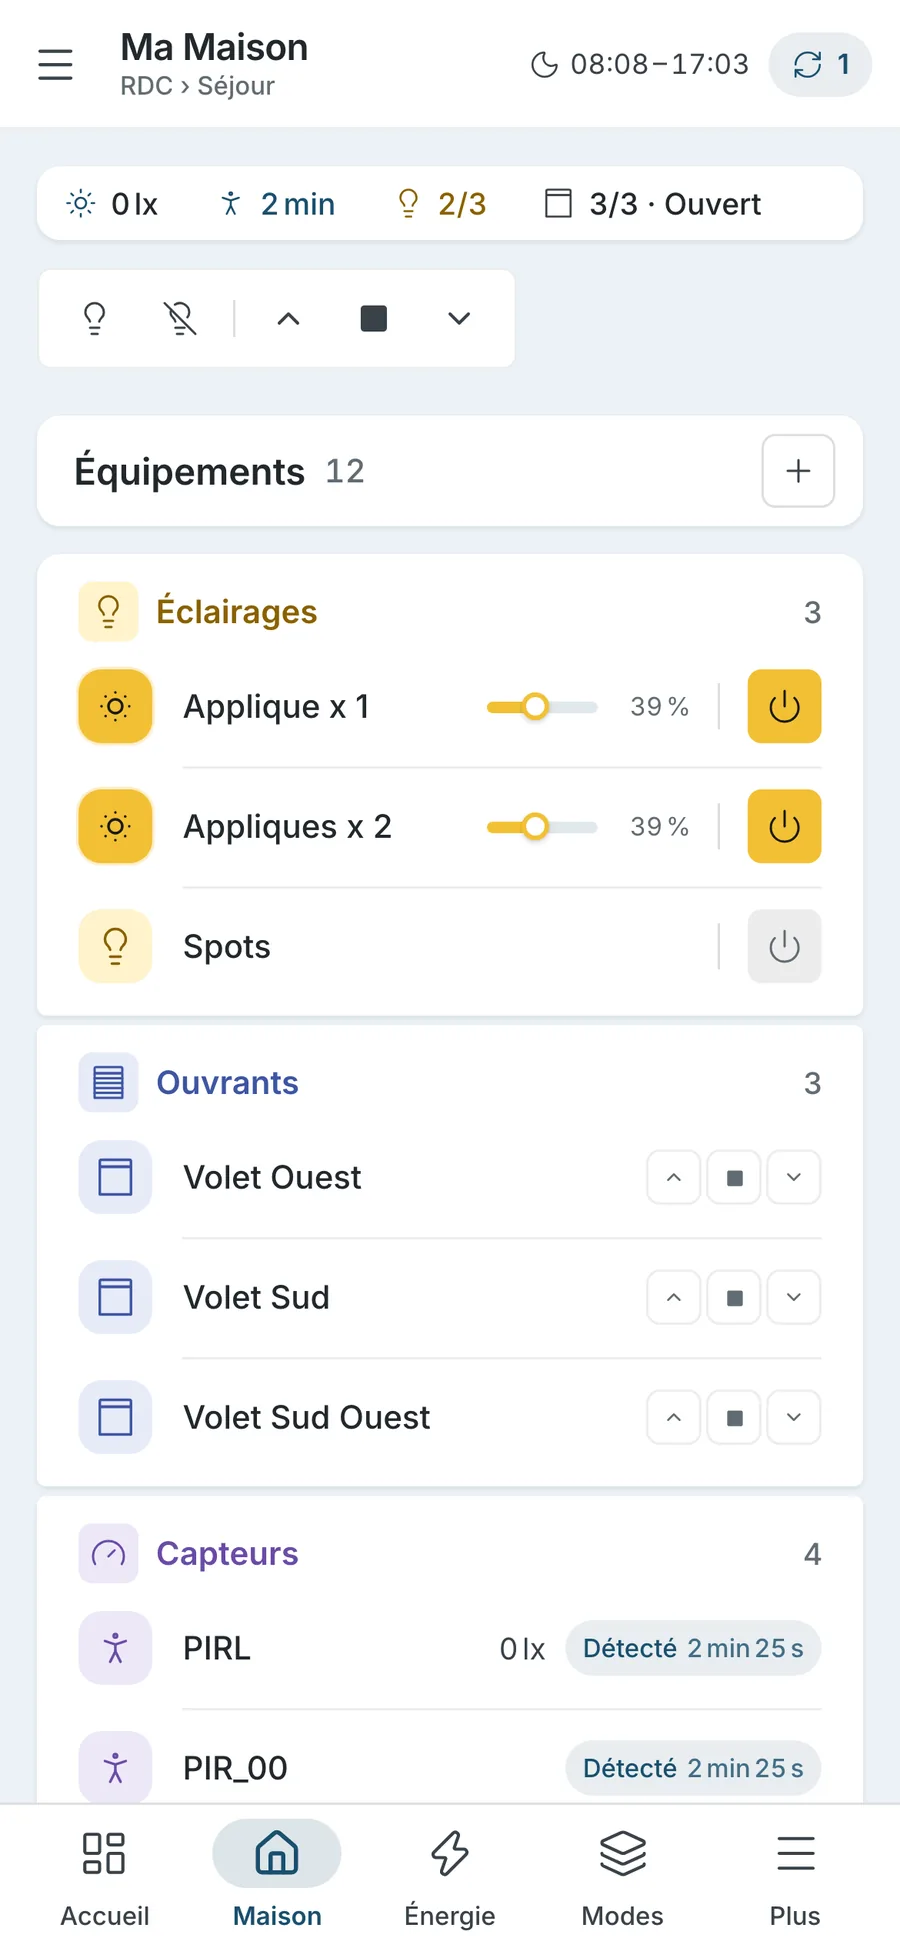 Ma Maison
RDC › Séjour
08:08–17:03
1
0 lx
2 min
2/3
3/3 · Ouvert
Équipements 12
Éclairages 3
Applique x 1 39 %
Appliques x 2 39 %
Spots
Ouvrants 3
Volet Ouest
Volet Sud
Volet Sud Ouest
Capteurs 4
PIRL 0 lx Détecté 2 min 25 s
PIR_00 Détecté 2 min 25 s
Accueil
Maison
Énergie
Modes
Plus